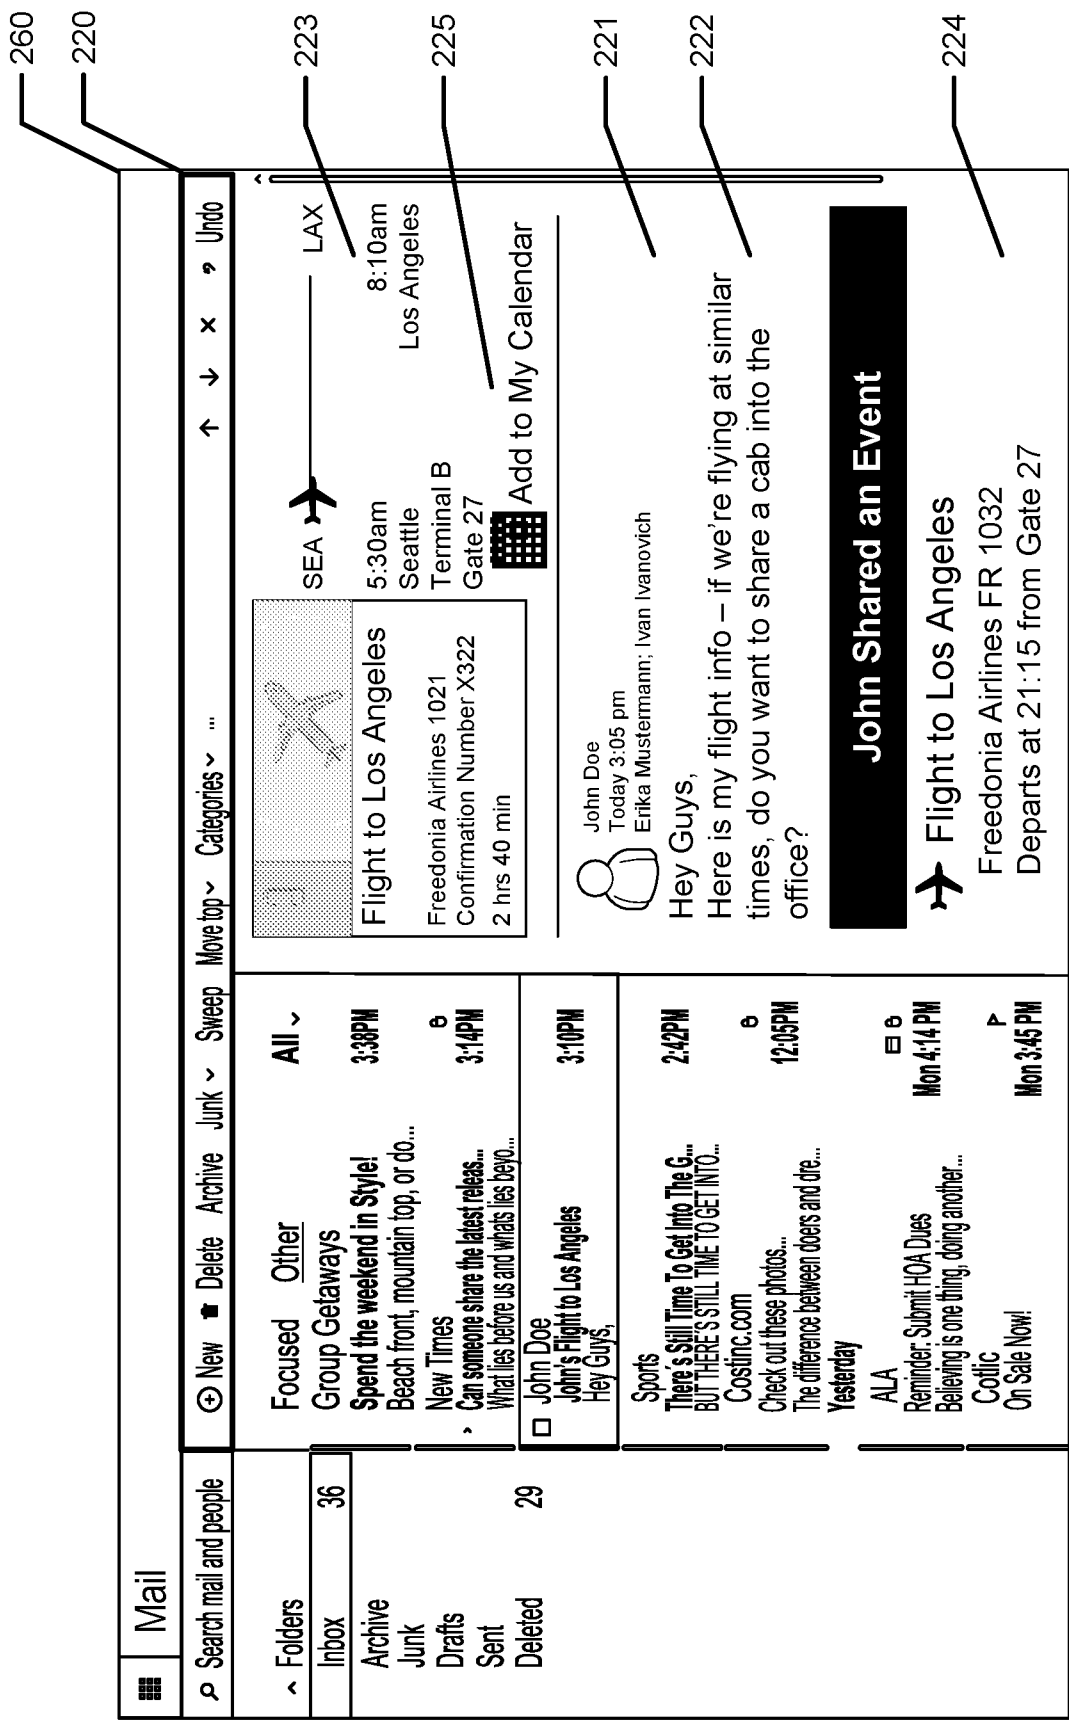 260
220
223
225
221
222
224
Mail
Search mail and people
New
Delete
Archive
Junk
Sweep
Move top
Categories
...
Undo
Folders
Inbox 36
Archive
Junk
Drafts
Sent
Deleted 29
Focused Other All
Group Getaways
Spend the weekend in Style! 3:38PM
Beach front, mountain top, or do...
New Times
Can someone share the latest releas... 3:14PM
What lies before us and whats lies beyo...
John Doe
John's Flight to Los Angeles 3:10PM
Hey Guys,
Sports
There's Still Time To Get Into The G... 2:42PM
BUT THERE'S STILL TIME TO GET INTO...
Costinc.com
Check out these photos... 12:05PM
The difference between doers and dre...
Yesterday
ALA
Reminder: Submit HOA Dues Mon 4:14 PM
Believing is one thing, doing another...
Cottic
On Sale Now! Mon 3:45 PM
Flight to Los Angeles
Freedonia Airlines 1021
Confirmation Number X322
2 hrs 40 min
SEA LAX
5:30am 8:10am
Seattle Los Angeles
Terminal B
Gate 27
Add to My Calendar
John Doe
Today 3:05 pm
Erika Mustermann; Ivan Ivanovich
Hey Guys,
Here is my flight info – if we're flying at similar
times, do you want to share a cab into the
office?
John Shared an Event
Flight to Los Angeles
Freedonia Airlines FR 1032
Departs at 21:15 from Gate 27